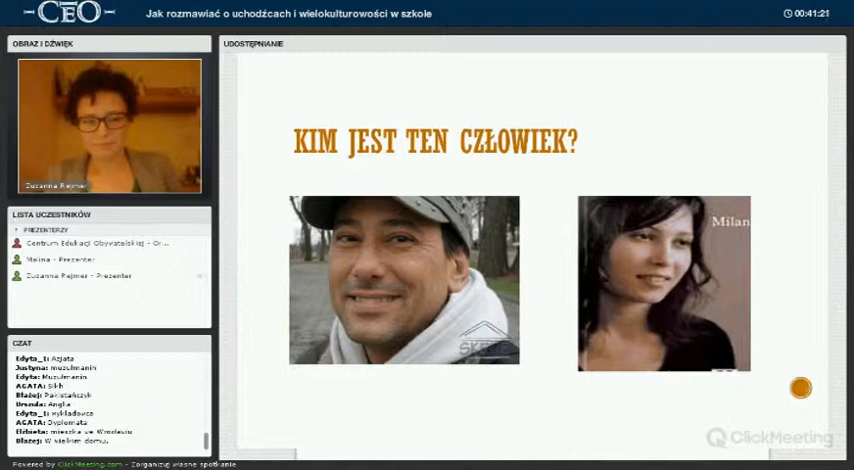 CEO
Jak rozmawiać o uchodźcach i wielokulturowości w szkole
00:41:21
OBRAZ I DŹWIĘK
Zuzanna Rejmer
LISTA UCZESTNIKÓW
PREZENTERZY
Centrum Edukacji Obywatelskiej - Or...
Malina - Prezenter
Zuzanna Rejmer - Prezenter
CZAT
Edyta_1: Azjata
Justyna: muzułmanin
Edyta: Muzułmanin
AGATA: Sikh
Błażej: Pakistańczyk
Urszula: Anglia
Edyta_1: wykładowca
AGATA: Dyplomata
Elżbieta: mieszka we Wrocławiu
Błażej: W wielkim domu.
UDOSTĘPNIANIE
KIM JEST TEN CZŁOWIEK?
Milan
ClickMeeting
Powered by ClickMeeting.com - Zorganizuj własne spotkanie